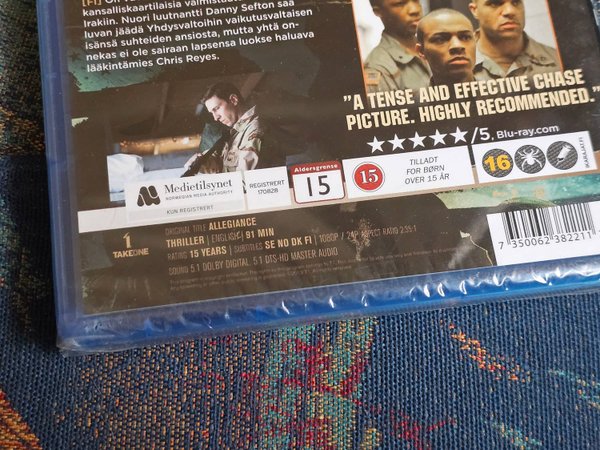 kansalliskaartilaisia
Irakiin. Nuori luutnantti Danny Sefton saa
luvan jäädä Yhdysvaltoihin vaikutusvaltaisen
isänsä suhteiden ansiosta, mutta yhtä on-
nekas ei ole sairaan lapsensa luokse haluava
lääkintämies Chris Reyes.
"A TENSE AND EFFECTIVE CHASE
PICTURE. HIGHLY RECOMMENDED."
/5, Blu-ray.com
Medietilsynet
NORWEGIAN MEDIA AUTHORITY
KUN REGISTRERT
REGISTRERT
170828
Aldersgrense
15
15
TILLADT
FOR BØRN
OVER 15 ÅR
16
IKÄRAJAT.FI
1
TAKEONE
ORIGINAL TITLE ALLEGIANCE
THRILLER | ENGLISH | 91 MIN
RATING 15 YEARS | SUBTITLES SE NO DK FI | 1080P / 24P ASPECT RATIO 2.35:1
SOUND 5.1 DOLBY DIGITAL, 5.1 DTS-HD MASTER AUDIO
7 350062 382211